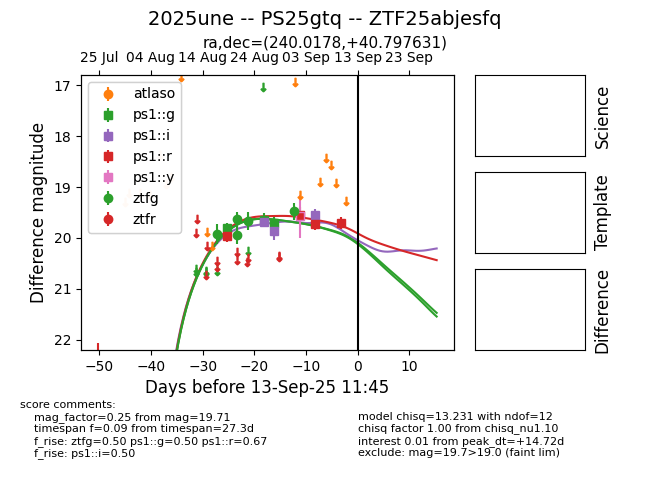 2025une -- PS25gtq -- ZTF25abjesfq
ra,dec=(240.0178,+40.797631)
25 Jul 04 Aug 14 Aug 24 Aug 03 Sep 13 Sep 23 Sep
17
18
19
20
21
22
Difference magnitude
atlaso
ps1::g
ps1::i
ps1::r
ps1::y
ztfg
ztfr
−50 −40 −30 −20 −10 0 10
Days before 13-Sep-25 11:45
Science
Template
Difference
score comments:
mag_factor=0.25 from mag=19.71
timespan f=0.09 from timespan=27.3d
f_rise: ztfg=0.50 ps1::g=0.50 ps1::r=0.67
f_rise: ps1::i=0.50
model chisq=13.231 with ndof=12
chisq factor 1.00 from chisq_nu1.10
interest 0.01 from peak_dt=+14.72d
exclude: mag=19.7>19.0 (faint lim)